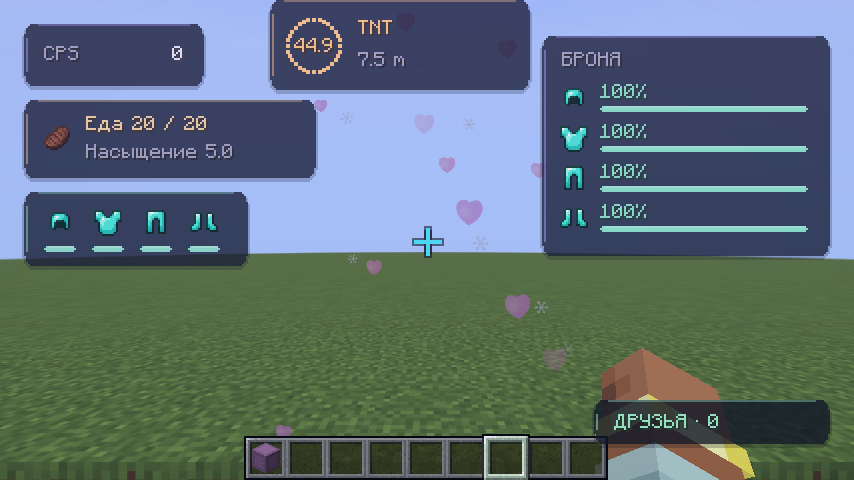 CPS 0
44.9
TNT
7.5 m
Еда 20 / 20
Насыщение 5.0
БРОНЯ
100%
100%
100%
100%
ДРУЗЬЯ · 0